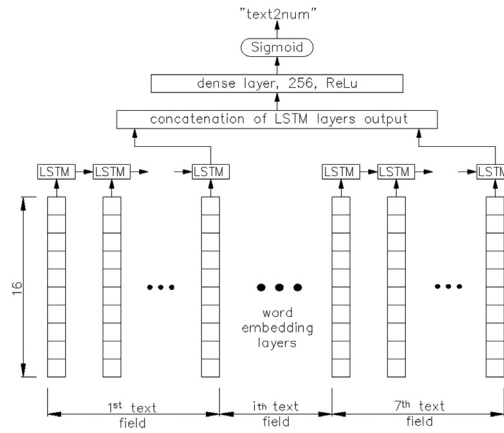 "text2num"
Sigmoid
dense layer, 256, ReLu
concatenation of LSTM layers output
LSTM LSTM LSTM LSTM LSTM LSTM
16
word
embedding
layers
1st text
field
ith text
field
7th text
field